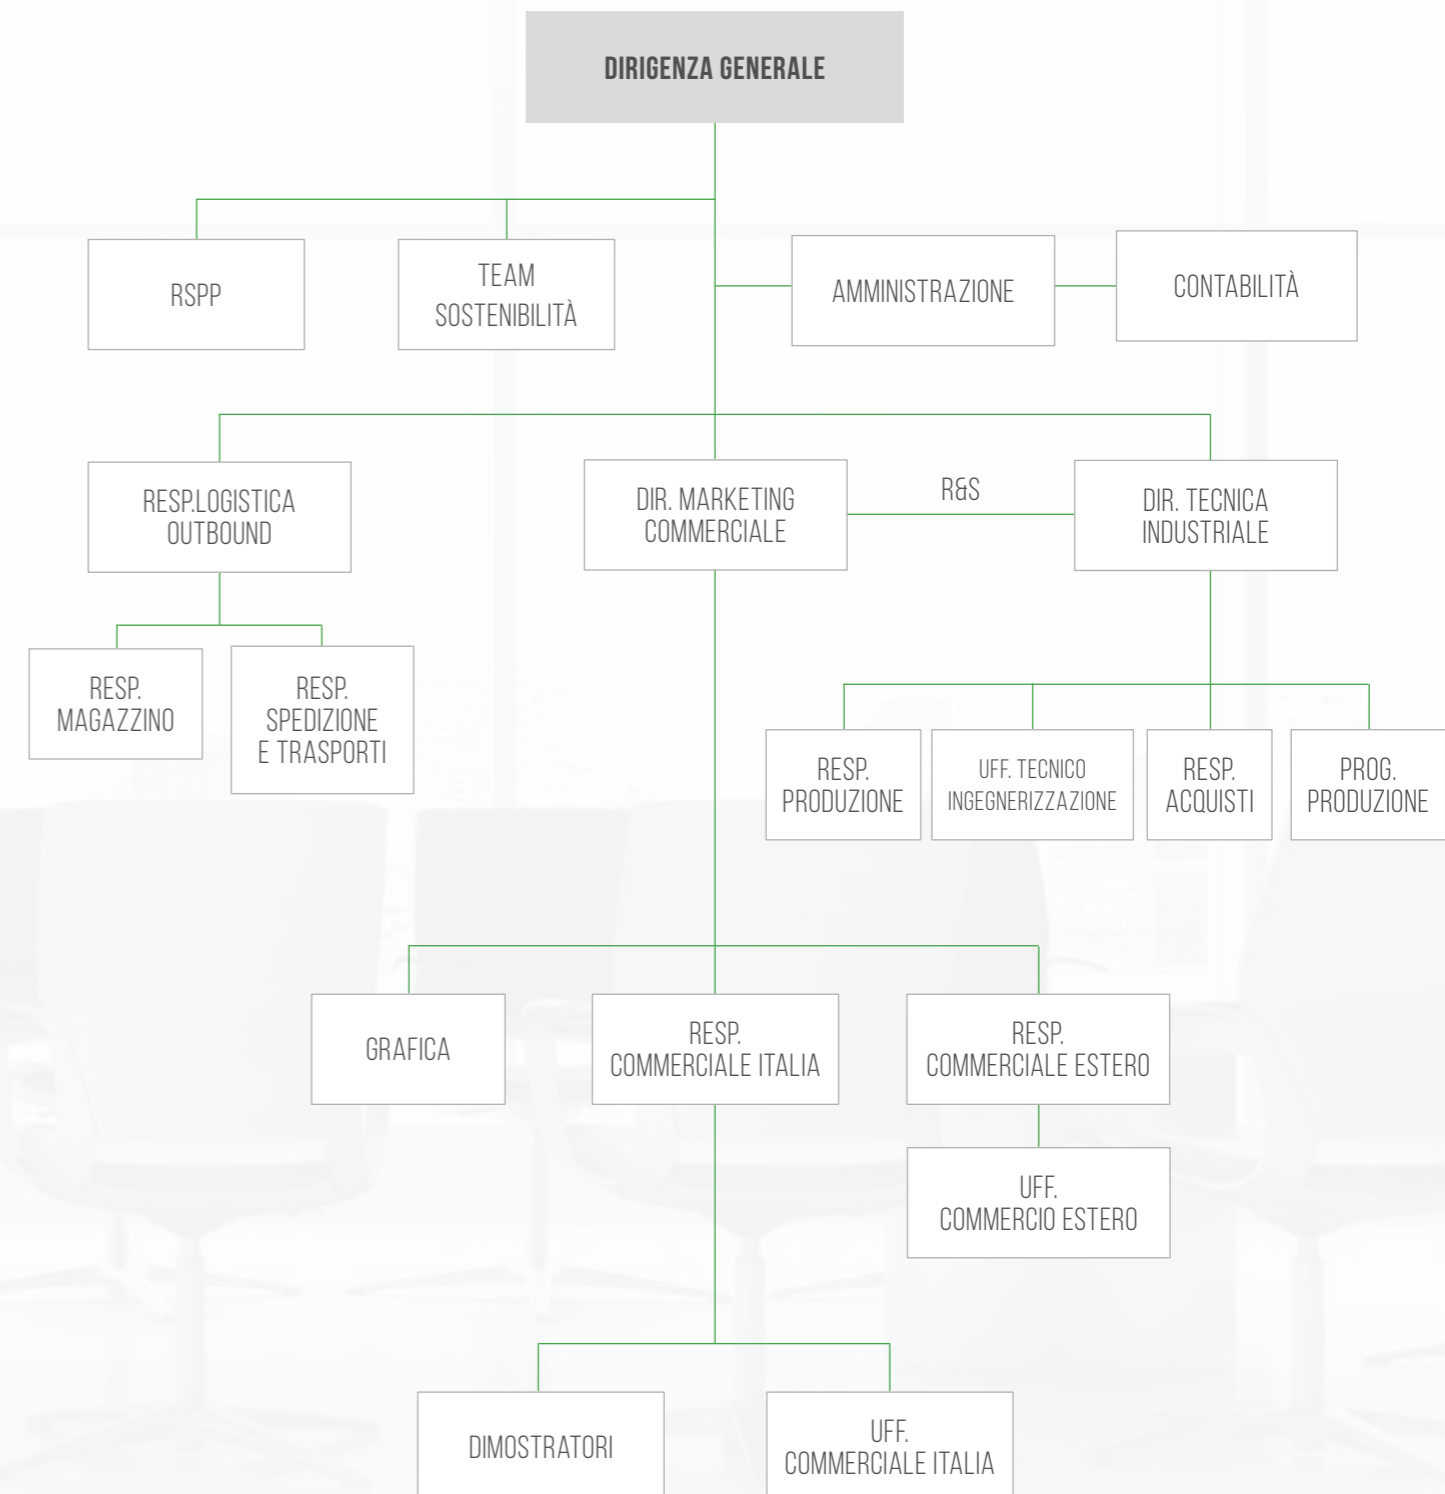 DIRIGENZA GENERALE
RSPP
TEAM
SOSTENIBILITÀ
AMMINISTRAZIONE
CONTABILITÀ
RESP.LOGISTICA
OUTBOUND
DIR. MARKETING
COMMERCIALE
R&S
DIR. TECNICA
INDUSTRIALE
RESP.
MAGAZZINO
RESP.
SPEDIZIONE
E TRASPORTI
RESP.
PRODUZIONE
UFF. TECNICO
INGEGNERIZZAZIONE
RESP.
ACQUISTI
PROG.
PRODUZIONE
GRAFICA
RESP.
COMMERCIALE ITALIA
RESP.
COMMERCIALE ESTERO
UFF.
COMMERCIO ESTERO
DIMOSTRATORI
UFF.
COMMERCIALE ITALIA